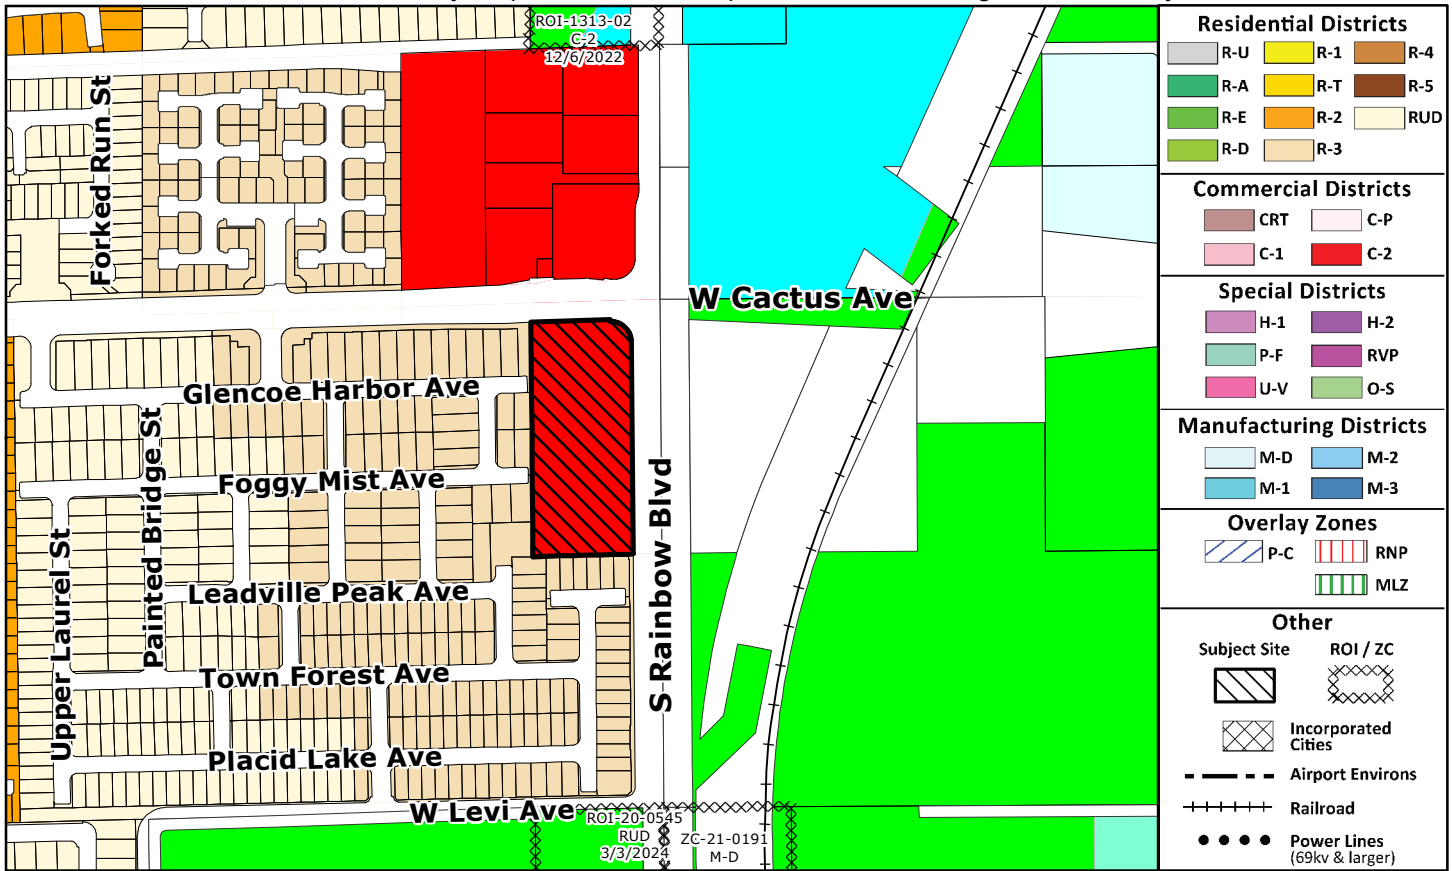 ROI-1313-02
C-2
12/6/2022
Forked Run St
W Cactus Ave
Glencoe Harbor Ave
Painted Bridge St
Foggy Mist Ave
S Rainbow Blvd
Upper Laurel St
Leadville Peak Ave
Town Forest Ave
Placid Lake Ave
W Levi Ave
ROI-20-0545
RUD
3/3/2024
ZC-21-0191
M-D
Residential Districts
R-U R-1 R-4
R-A R-T R-5
R-E R-2 RUD
R-D R-3
Commercial Districts
CRT C-P
C-1 C-2
Special Districts
H-1 H-2
P-F RVP
U-V O-S
Manufacturing Districts
M-D M-2
M-1 M-3
Overlay Zones
P-C RNP
MLZ
Other
Subject Site ROI / ZC
Incorporated
Cities
Airport Environs
Railroad
Power Lines
(69kv & larger)